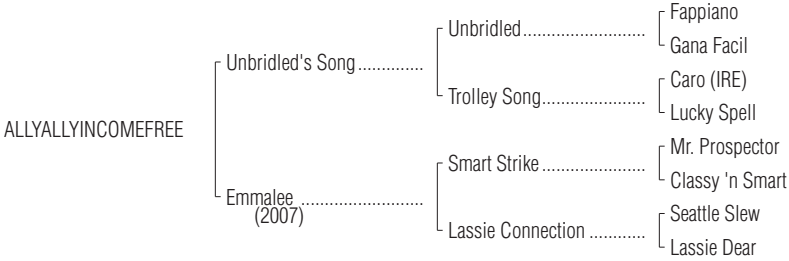 Fappiano
Unbridled..........................
Gana Facil
Unbridled's Song..............
Caro (IRE)
Trolley Song......................
Lucky Spell
ALLYALLYINCOMEFREE
Mr. Prospector
Smart Strike......................
Classy 'n Smart
Emmalee ..........................
(2007)
Seattle Slew
Lassie Connection ............
Lassie Dear